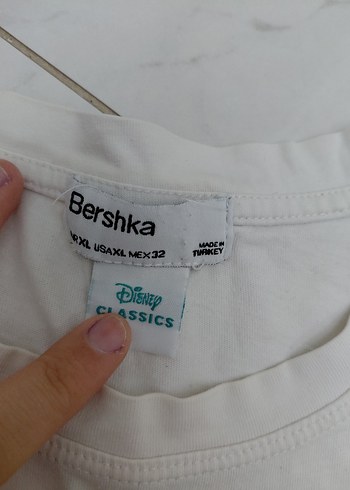 Bershka
XL USA XL MEX 32
MADE IN
TURKEY
Disney
CLASSICS